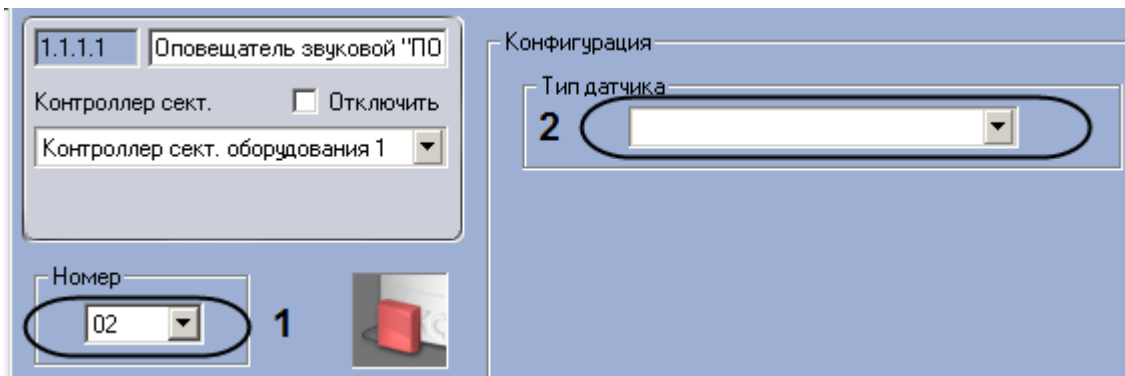 1.1.1.1 Оповещатель звуковой "ПО
Контроллер сект. Отключить
Контроллер сект. оборудования 1
Номер
02
1
Конфигурация
Тип датчика
2